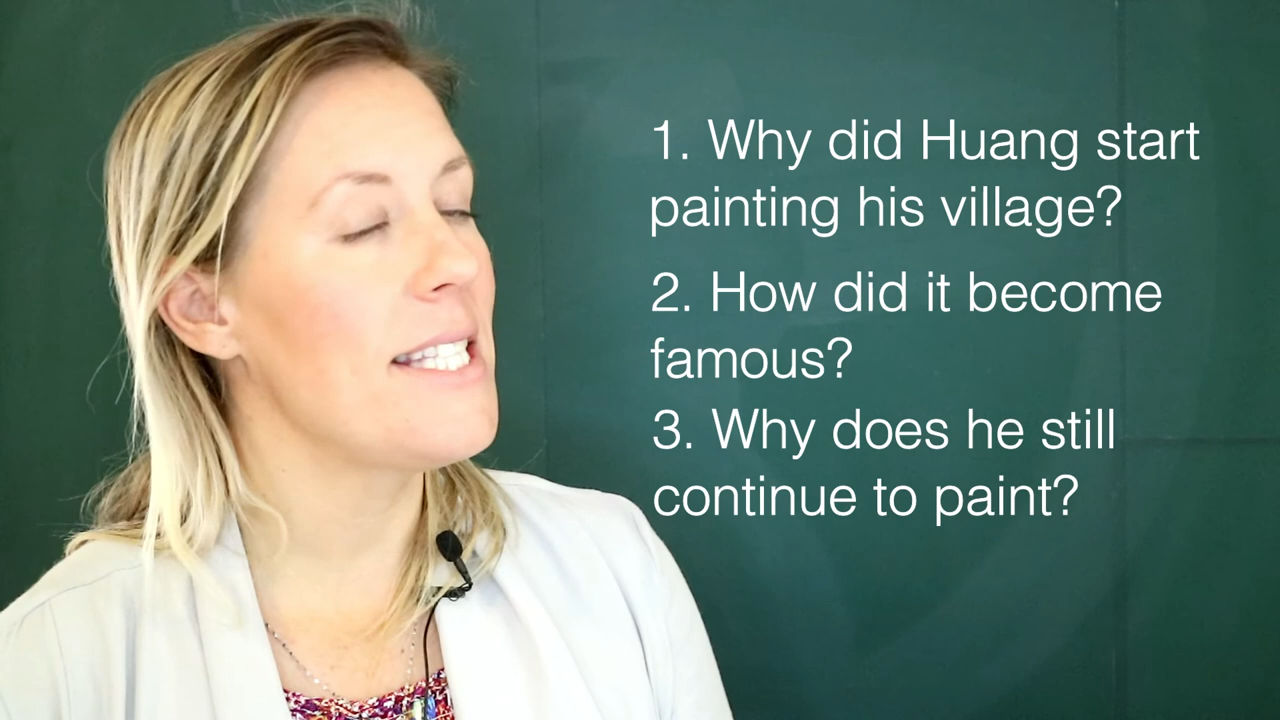 1. Why did Huang start
painting his village?
2. How did it become
famous?
3. Why does he still
continue to paint?